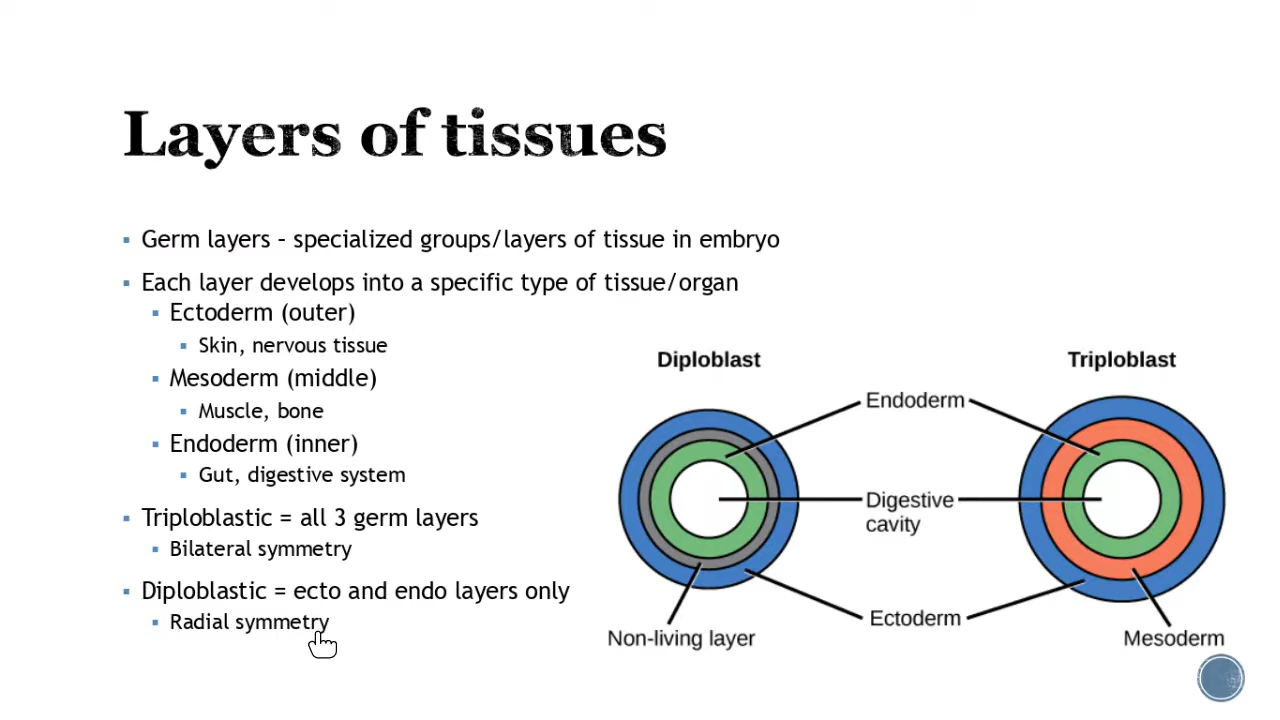 Layers of tissues
▪ Germ layers – specialized groups/layers of tissue in embryo
▪ Each layer develops into a specific type of tissue/organ
▪ Ectoderm (outer)
▪ Skin, nervous tissue
▪ Mesoderm (middle)
▪ Muscle, bone
▪ Endoderm (inner)
▪ Gut, digestive system
▪ Triploblastic = all 3 germ layers
▪ Bilateral symmetry
▪ Diploblastic = ecto and endo layers only
▪ Radial symmetry
Diploblast
Triploblast
Endoderm
Digestive
cavity
Ectoderm
Non-living layer
Mesoderm